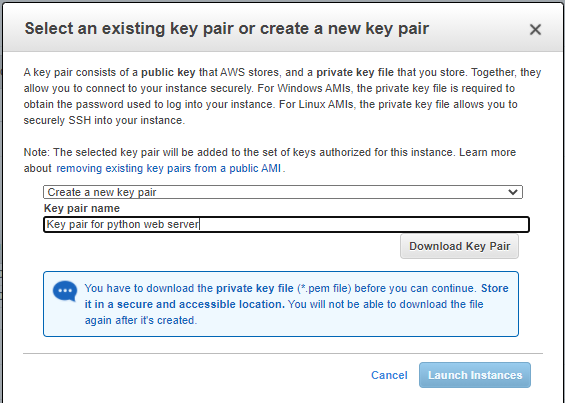 Select an existing key pair or create a new key pair
A key pair consists of a public key that AWS stores, and a private key file that you store. Together, they
allow you to connect to your instance securely. For Windows AMIs, the private key file is required to
obtain the password used to log into your instance. For Linux AMIs, the private key file allows you to
securely SSH into your instance.
Note: The selected key pair will be added to the set of keys authorized for this instance. Learn more
about removing existing key pairs from a public AMI .
Create a new key pair
Key pair name
Key pair for python web server
Download Key Pair
You have to download the private key file (*.pem file) before you can continue. Store
it in a secure and accessible location. You will not be able to download the file
again after it's created.
Cancel
Launch Instances